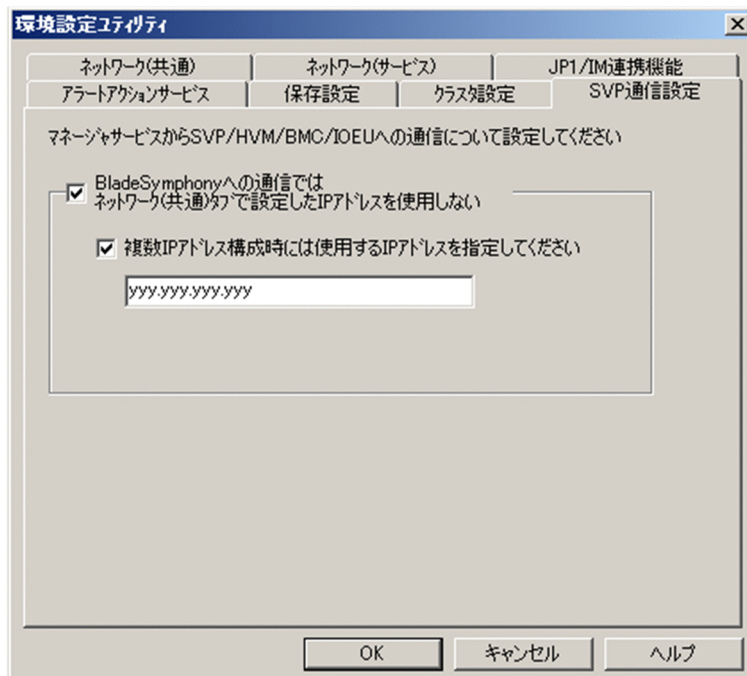 環境設定ユティリティ
ネットワーク(共通)
ネットワーク(サービス)
JP1/IM連携機能
アラートアクションサービス
保存設定
クラスタ設定
SVP通信設定
マネージャサービスからSVP/HVM/BMC/IOEUへの通信について設定してください
BladeSymphonyへの通信では
ネットワーク(共通)タブで設定したIPアドレスを使用しない
複数IPアドレス構成時には使用するIPアドレスを指定してください
yyy.yyy.yyy.yyy
OK
キャンセル
ヘルプ